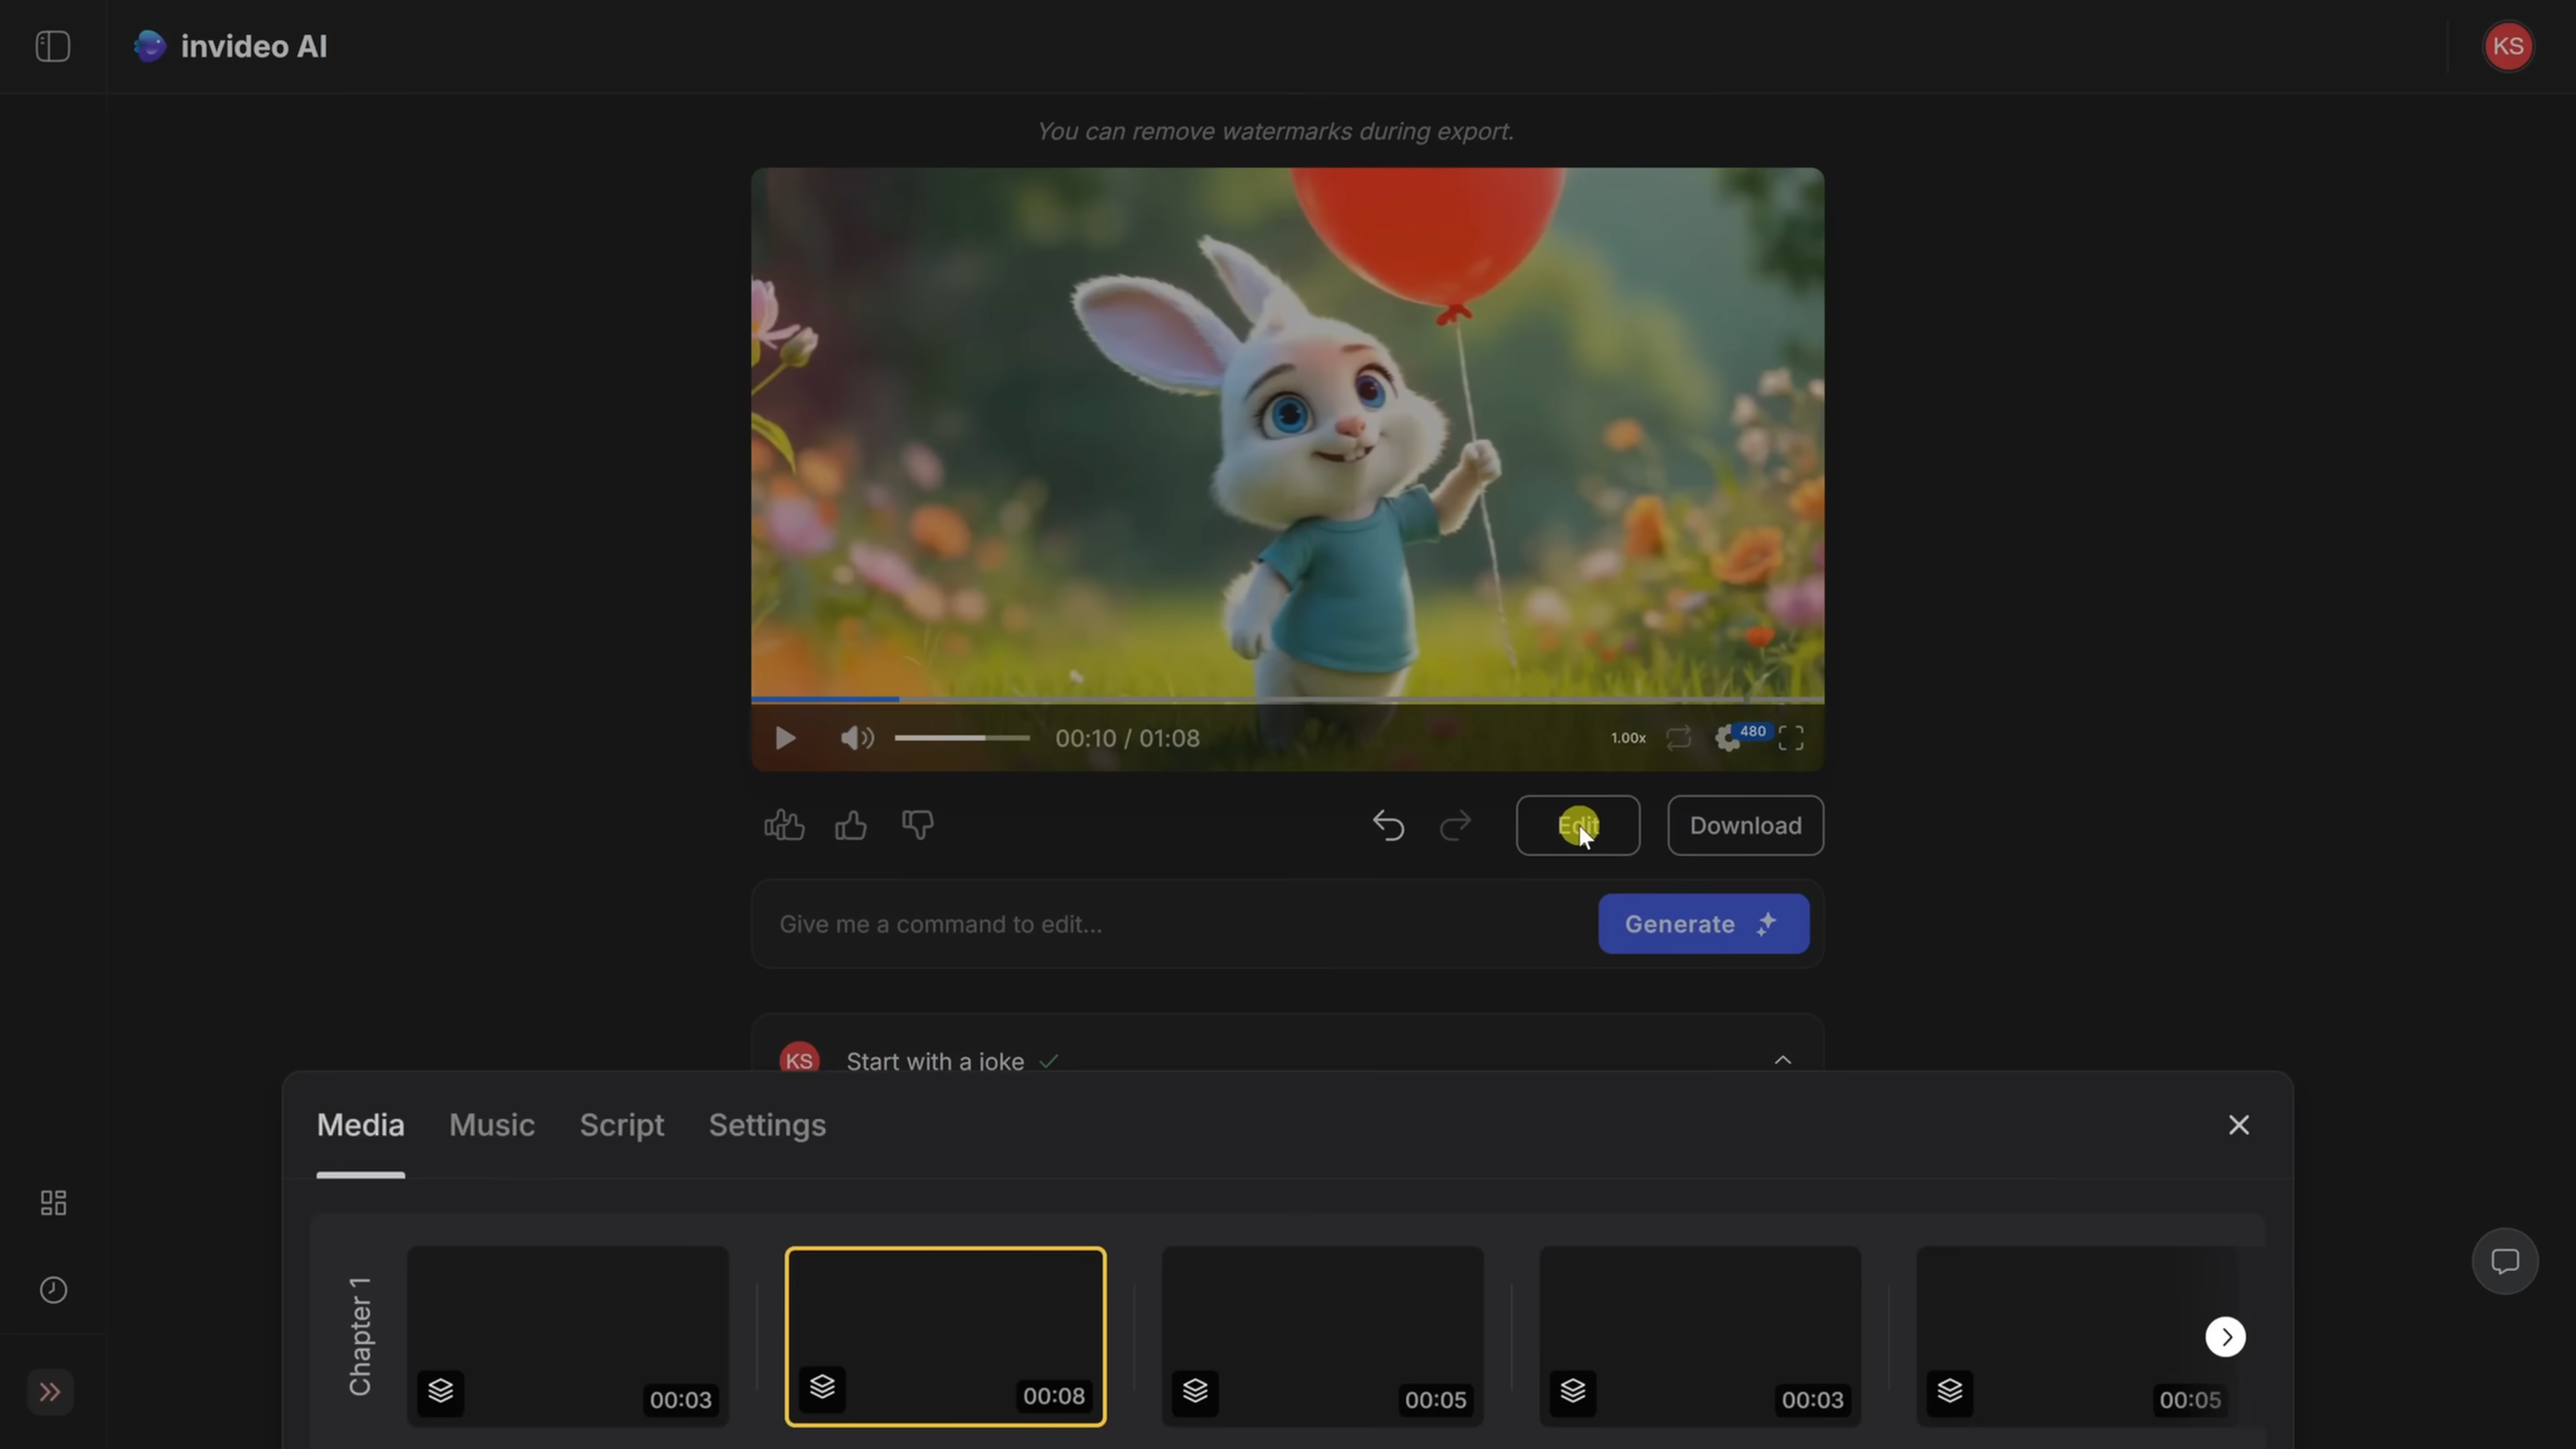 invideo AI
KS
You can remove watermarks during export.
00:10 / 01:08
1.00x
480
Edit
Download
Give me a command to edit...
Generate
KS
Start with a joke
Media
Music
Script
Settings
Chapter 1
00:03
00:08
00:05
00:03
00:05